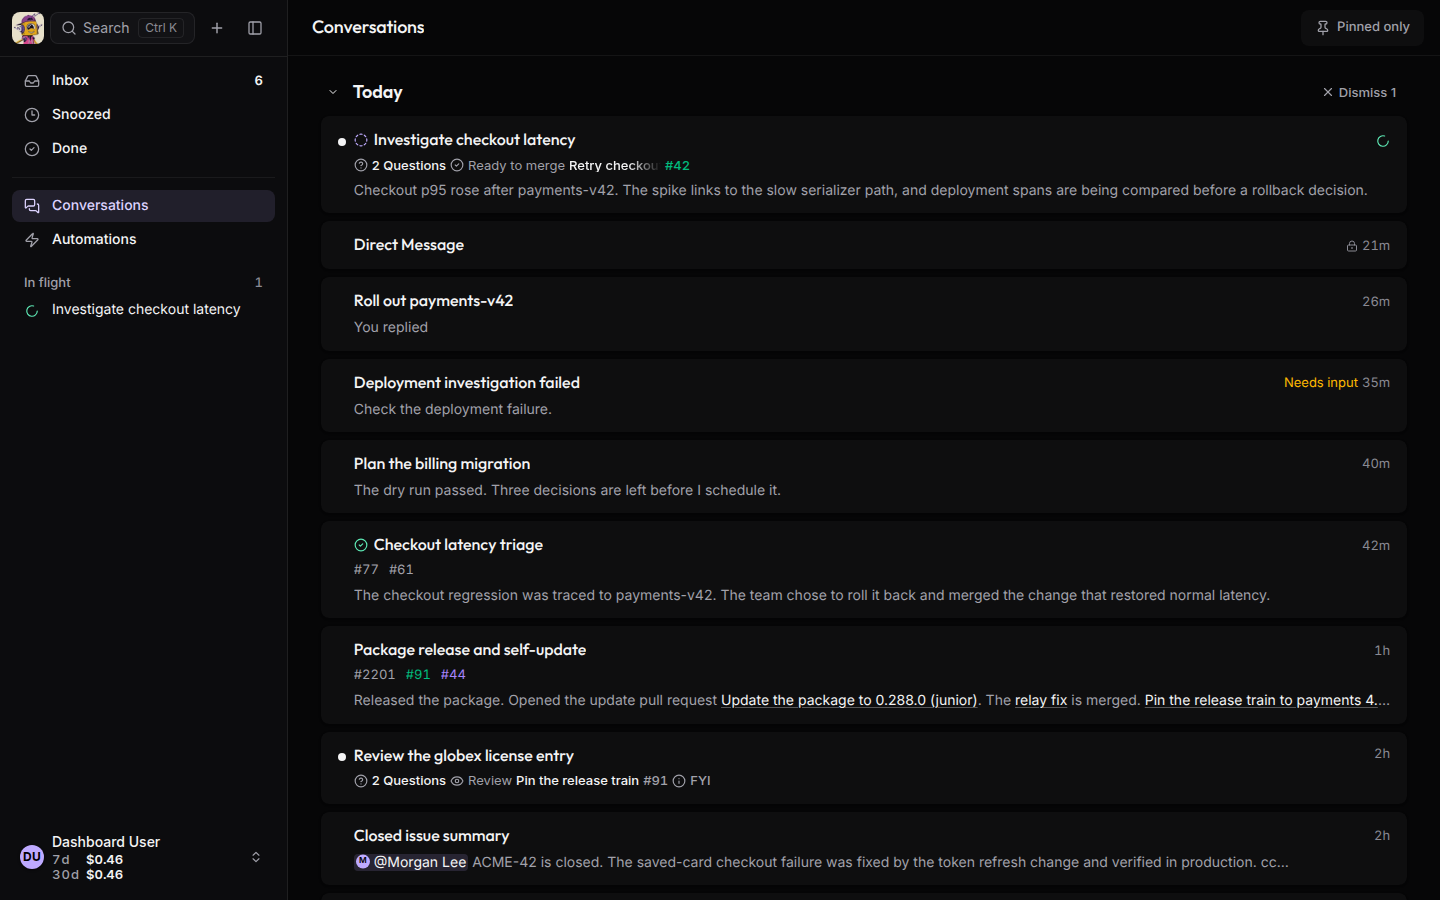 Search Ctrl K
Inbox 6
Snoozed
Done
Conversations
Automations
In flight 1
Investigate checkout latency
DU Dashboard User
7d $0.46
30d $0.46
Conversations
Pinned only
Today
Dismiss 1
Investigate checkout latency
2 Questions Ready to merge Retry checkou #42
Checkout p95 rose after payments-v42. The spike links to the slow serializer path, and deployment spans are being compared before a rollback decision.
Direct Message 21m
Roll out payments-v42 26m
You replied
Deployment investigation failed Needs input 35m
Check the deployment failure.
Plan the billing migration 40m
The dry run passed. Three decisions are left before I schedule it.
Checkout latency triage 42m
#77 #61
The checkout regression was traced to payments-v42. The team chose to roll it back and merged the change that restored normal latency.
Package release and self-update 1h
#2201 #91 #44
Released the package. Opened the update pull request Update the package to 0.288.0 (junior). The relay fix is merged. Pin the release train to payments 4....
Review the globex license entry 2h
2 Questions Review Pin the release train #91 FYI
Closed issue summary 2h
M @Morgan Lee ACME-42 is closed. The saved-card checkout failure was fixed by the token refresh change and verified in production. cc...